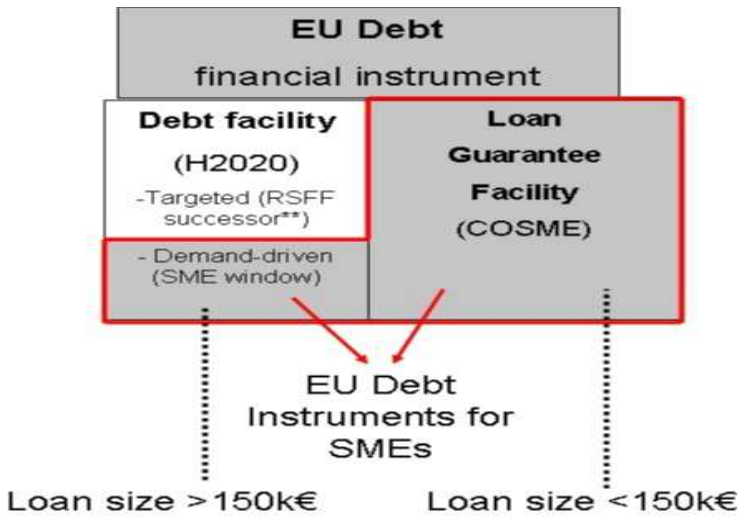 EU Debt
financial instrument
Debt facility
(H2020)
-Targeted (RSFF
successor**)
- Demand-driven
(SME window)
Loan
Guarantee
Facility
(COSME)
EU Debt
Instruments for
SMEs
Loan size >150k€
Loan size <150k€